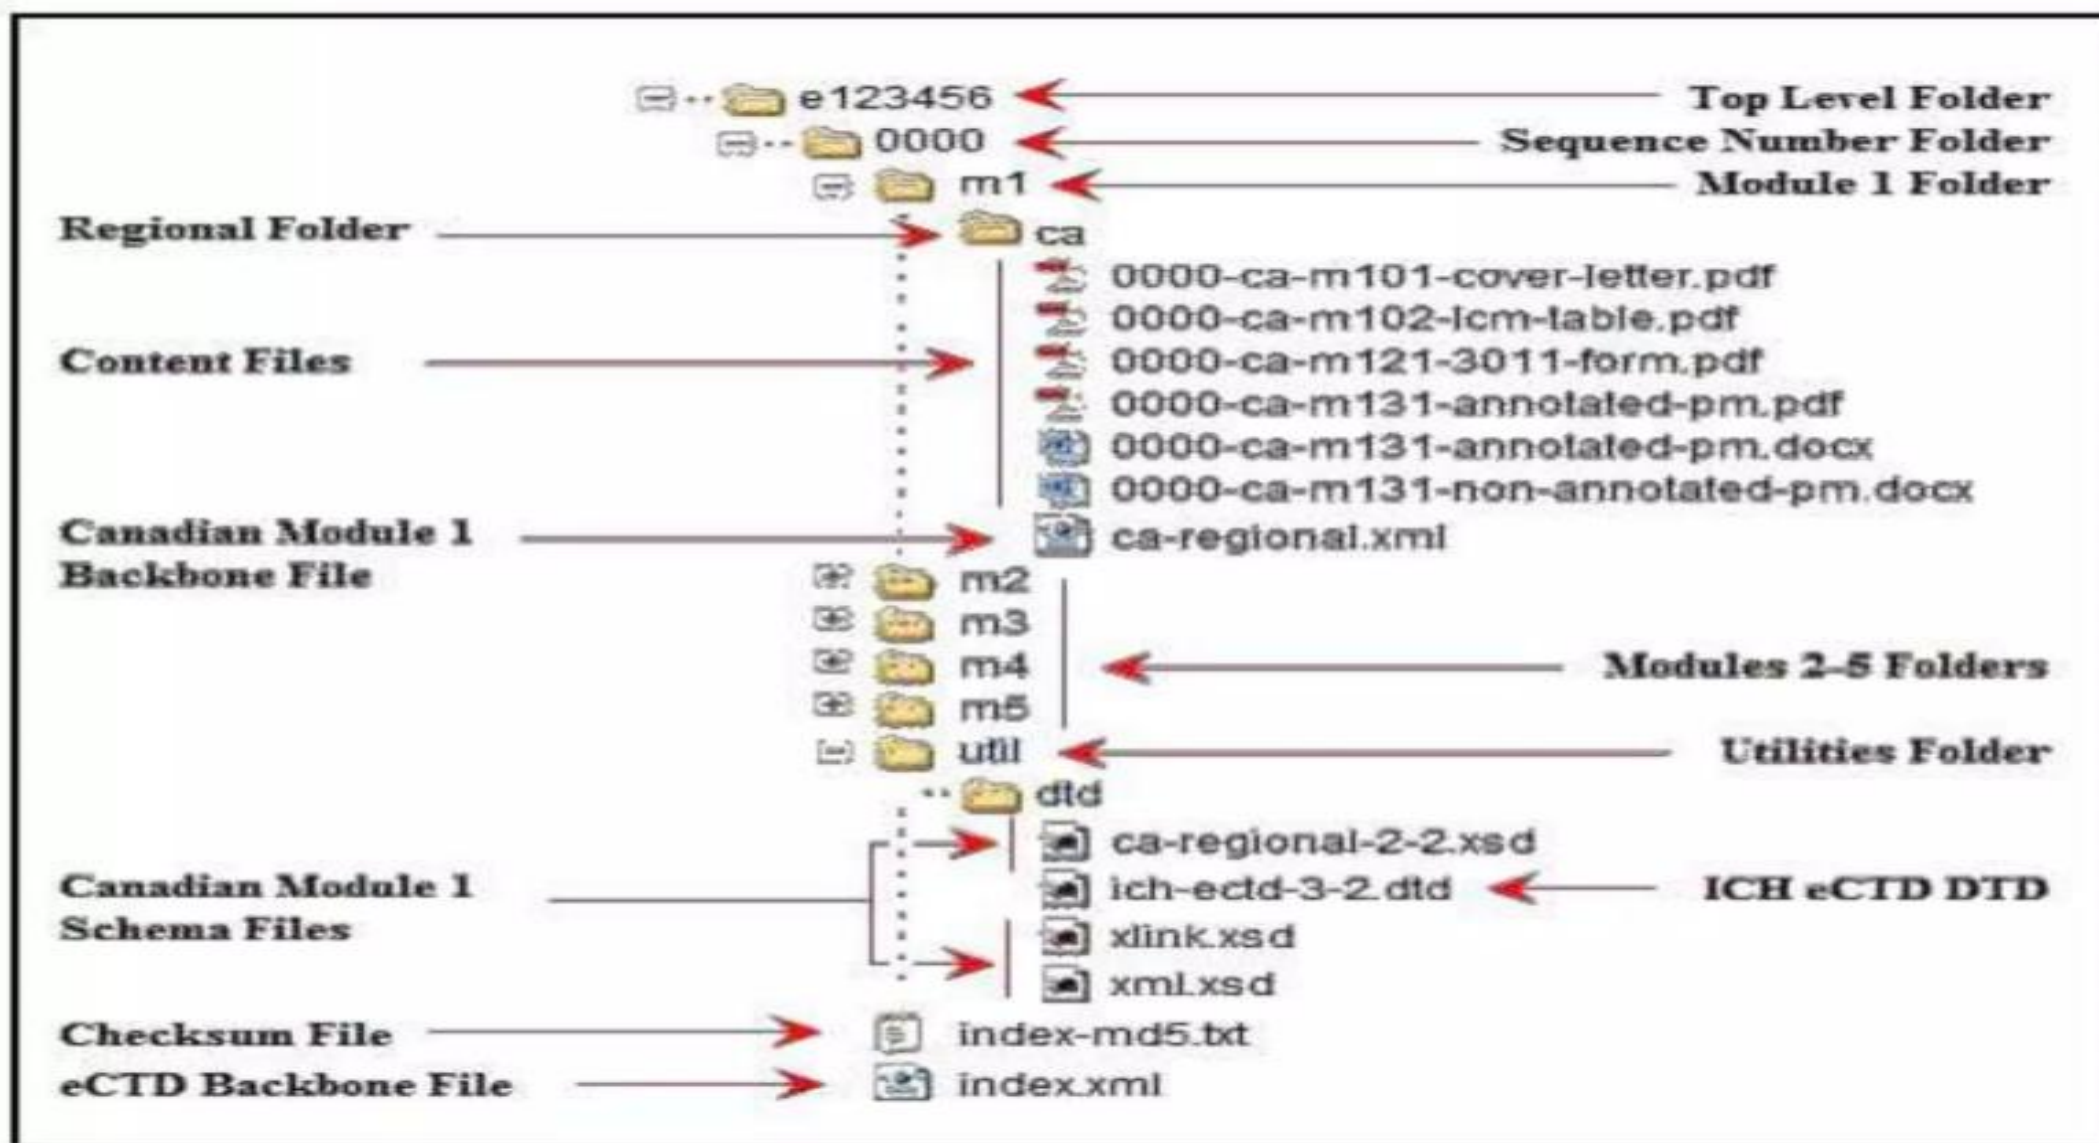 e123456 Top Level Folder
0000 Sequence Number Folder
m1 Module 1 Folder
Regional Folder ca
0000-ca-m101-cover-letter.pdf
0000-ca-m102-lcm-table.pdf
Content Files 0000-ca-m121-3011-form.pdf
0000-ca-m131-annotated-pm.pdf
0000-ca-m131-annotated-pm.docx
0000-ca-m131-non-annotated-pm.docx
Canadian Module 1 ca-regional.xml
Backbone File m2
m3
m4 Modules 2-5 Folders
m5
util Utilities Folder
dtd
ca-regional-2-2.xsd
Canadian Module 1 ich-ectd-3-2.dtd ICH eCTD DTD
Schema Files xlink.xsd
xml.xsd
Checksum File index-md5.txt
eCTD Backbone File index.xml